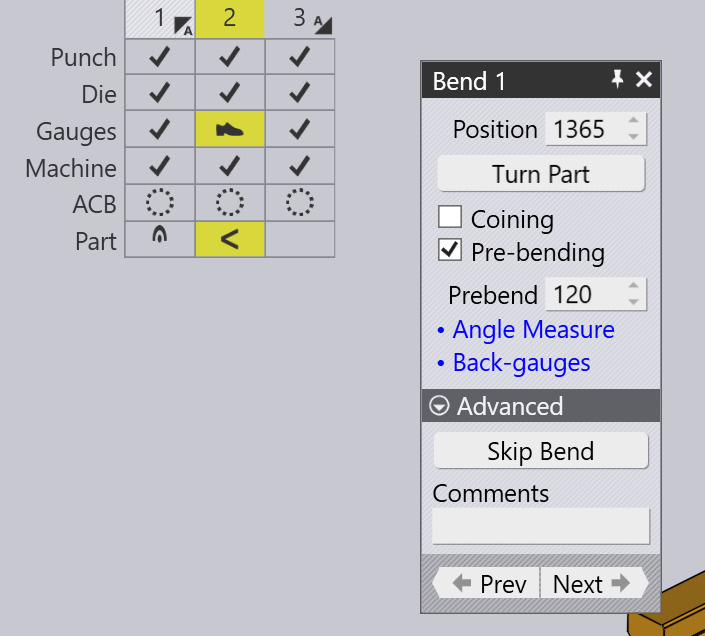 1 A 2 3 A
Punch
Die
Gauges
Machine
ACB
Part <
Bend 1
Position 1365
Turn Part
Coining
Pre-bending
Prebend 120
• Angle Measure
• Back-gauges
Advanced
Skip Bend
Comments
Prev Next